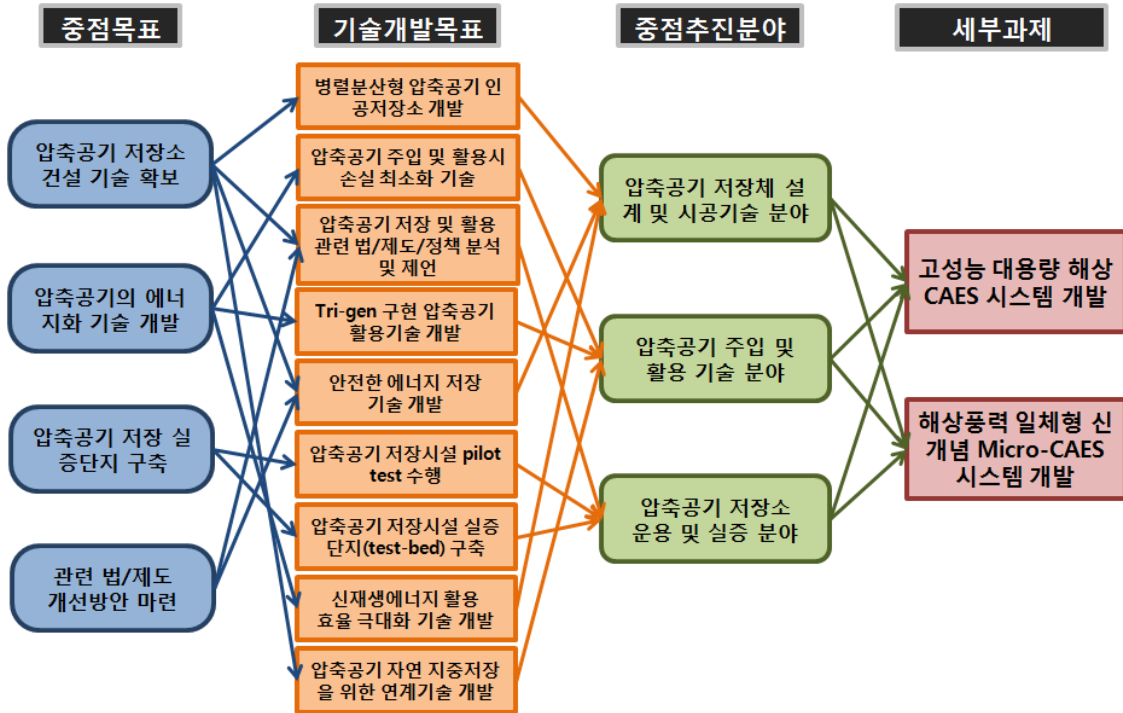 중점목표
기술개발목표
중점추진분야
세부과제
압축공기 저장소
건설 기술 확보
압축공기의 에너
지화 기술 개발
압축공기 저장 실
증단지 구축
관련 법/제도
개선방안 마련
병렬분산형 압축공기 인
공저장소 개발
압축공기 주입 및 활용시
손실 최소화 기술
압축공기 저장 및 활용
관련 법/제도/정책 분석
및 제언
Tri-gen 구현 압축공기
활용기술 개발
안전한 에너지 저장
기술 개발
압축공기 저장시설 pilot
test 수행
압축공기 저장시설 실증
단지(test-bed) 구축
신재생에너지 활용
효율 극대화 기술 개발
압축공기 자연 지중저장
을 위한 연계기술 개발
압축공기 저장체 설
계 및 시공기술 분야
압축공기 주입 및
활용 기술 분야
압축공기 저장소
운용 및 실증 분야
고성능 대용량 해상
CAES 시스템 개발
해상풍력 일체형 신
개념 Micro-CAES
시스템 개발